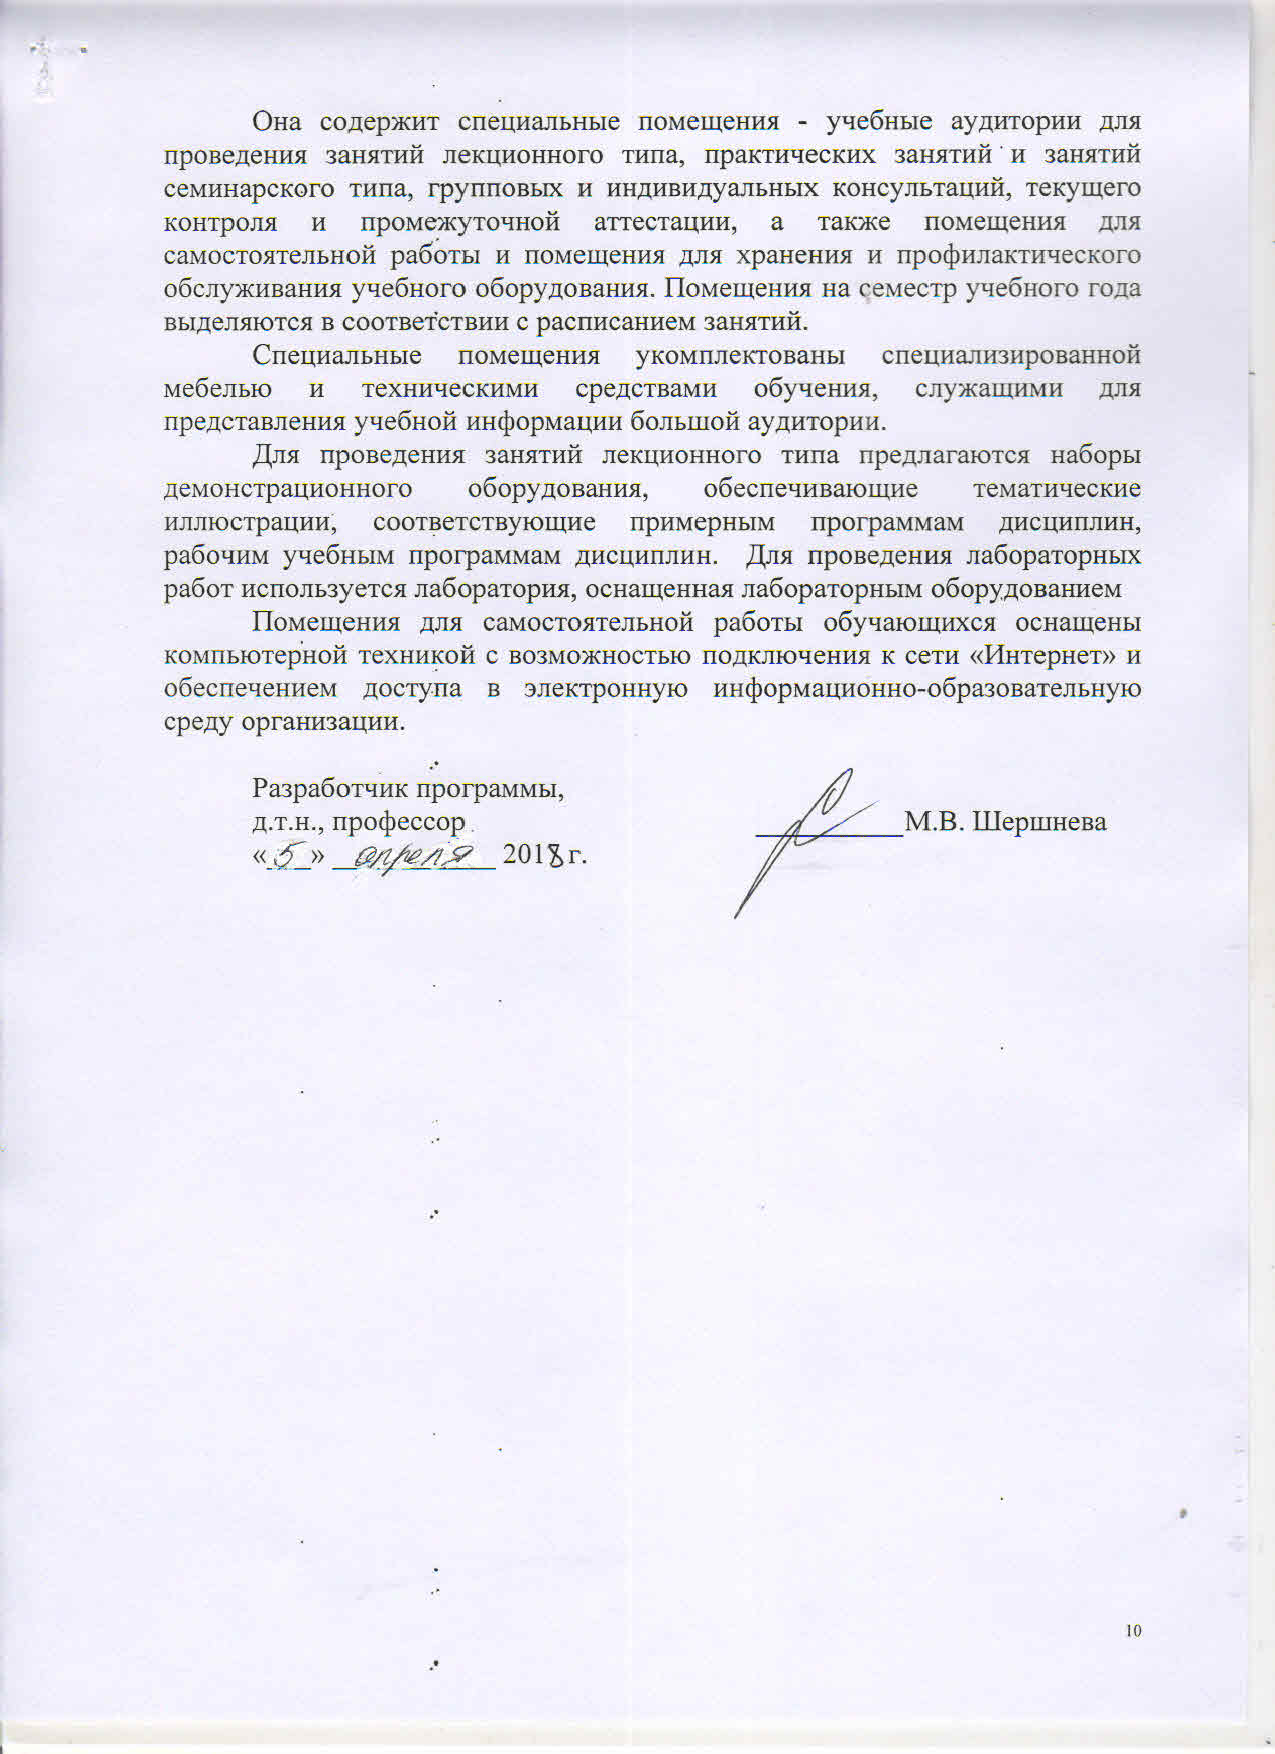 Она содержит специальные помещения - учебные аудитории для
проведения занятий лекционного типа, практических занятий и занятий
семинарского типа, групповых и индивидуальных консультаций, текущего
контроля и промежуточной аттестации, а также помещения для
самостоятельной работы и помещения для хранения и профилактического
обслуживания учебного оборудования. Помещения на семестр учебного года
выделяются в соответствии с расписанием занятий.
Специальные помещения укомплектованы специализированной
мебелью и техническими средствами обучения, служащими для
представления учебной информации большой аудитории.
Для проведения занятий лекционного типа предлагаются наборы
демонстрационного оборудования, обеспечивающие тематические
иллюстрации, соответствующие примерным программам дисциплин,
рабочим учебным программам дисциплин. Для проведения лабораторных
работ используется лаборатория, оснащенная лабораторным оборудованием
Помещения для самостоятельной работы обучающихся оснащены
компьютерной техникой с возможностью подключения к сети «Интернет» и
обеспечением доступа в электронную информационно-образовательную
среду организации.
Разработчик программы,
д.т.н., профессор ___________М.В. Шершнева
«5» апреля 2018 г.
10